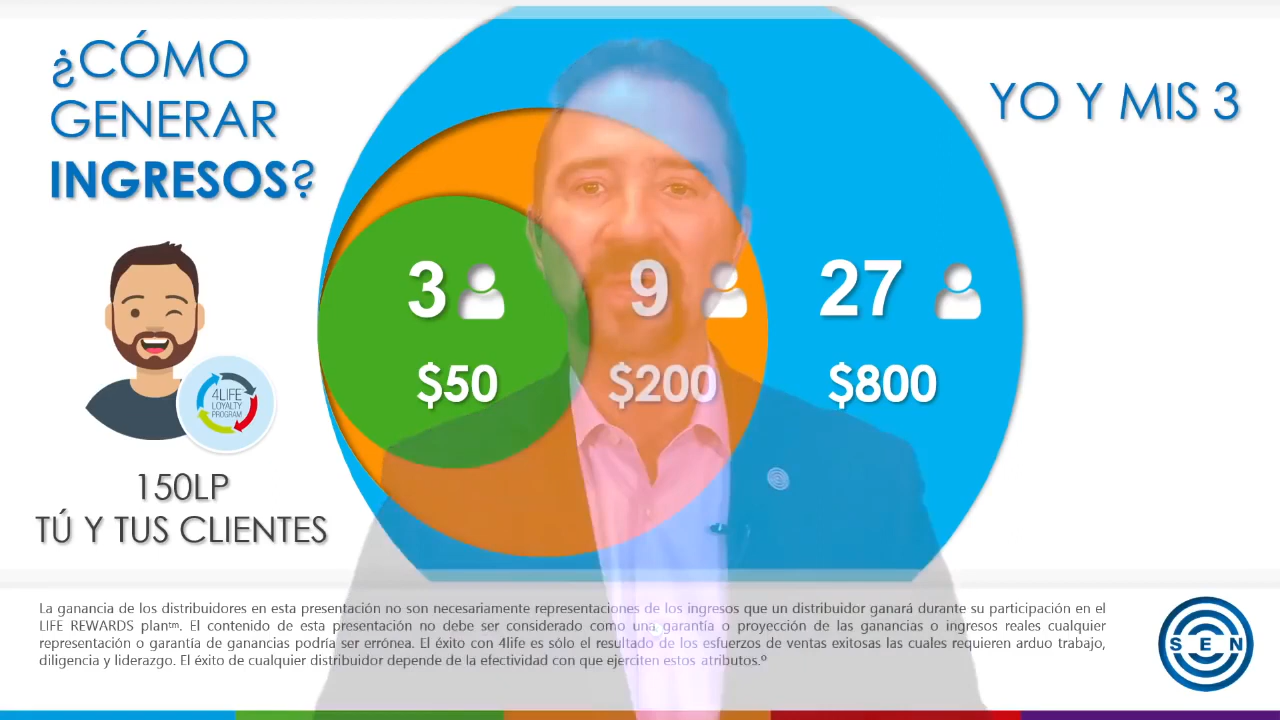 ¿CÓMO
GENERAR
INGRESOS?
YO Y MIS 3
3
9
27
$50
$200
$800
4LIFE
LOYALTY
PROGRAM
150LP
TÚ Y TUS CLIENTES
La ganancia de los distribuidores en esta presentación no son necesariamente representaciones de los ingresos que un distribuidor ganará durante su participación en el
LIFE REWARDS plan™. El contenido de esta presentación no debe ser considerado como una garantía o proyección de las ganancias o ingresos reales cualquier
representación o garantía de ganancias podría ser errónea. El éxito con 4life es sólo el resultado de los esfuerzos de ventas exitosas las cuales requieren arduo trabajo,
diligencia y liderazgo. El éxito de cualquier distribuidor depende de la efectividad con que ejerciten estos atributos.º
SEN